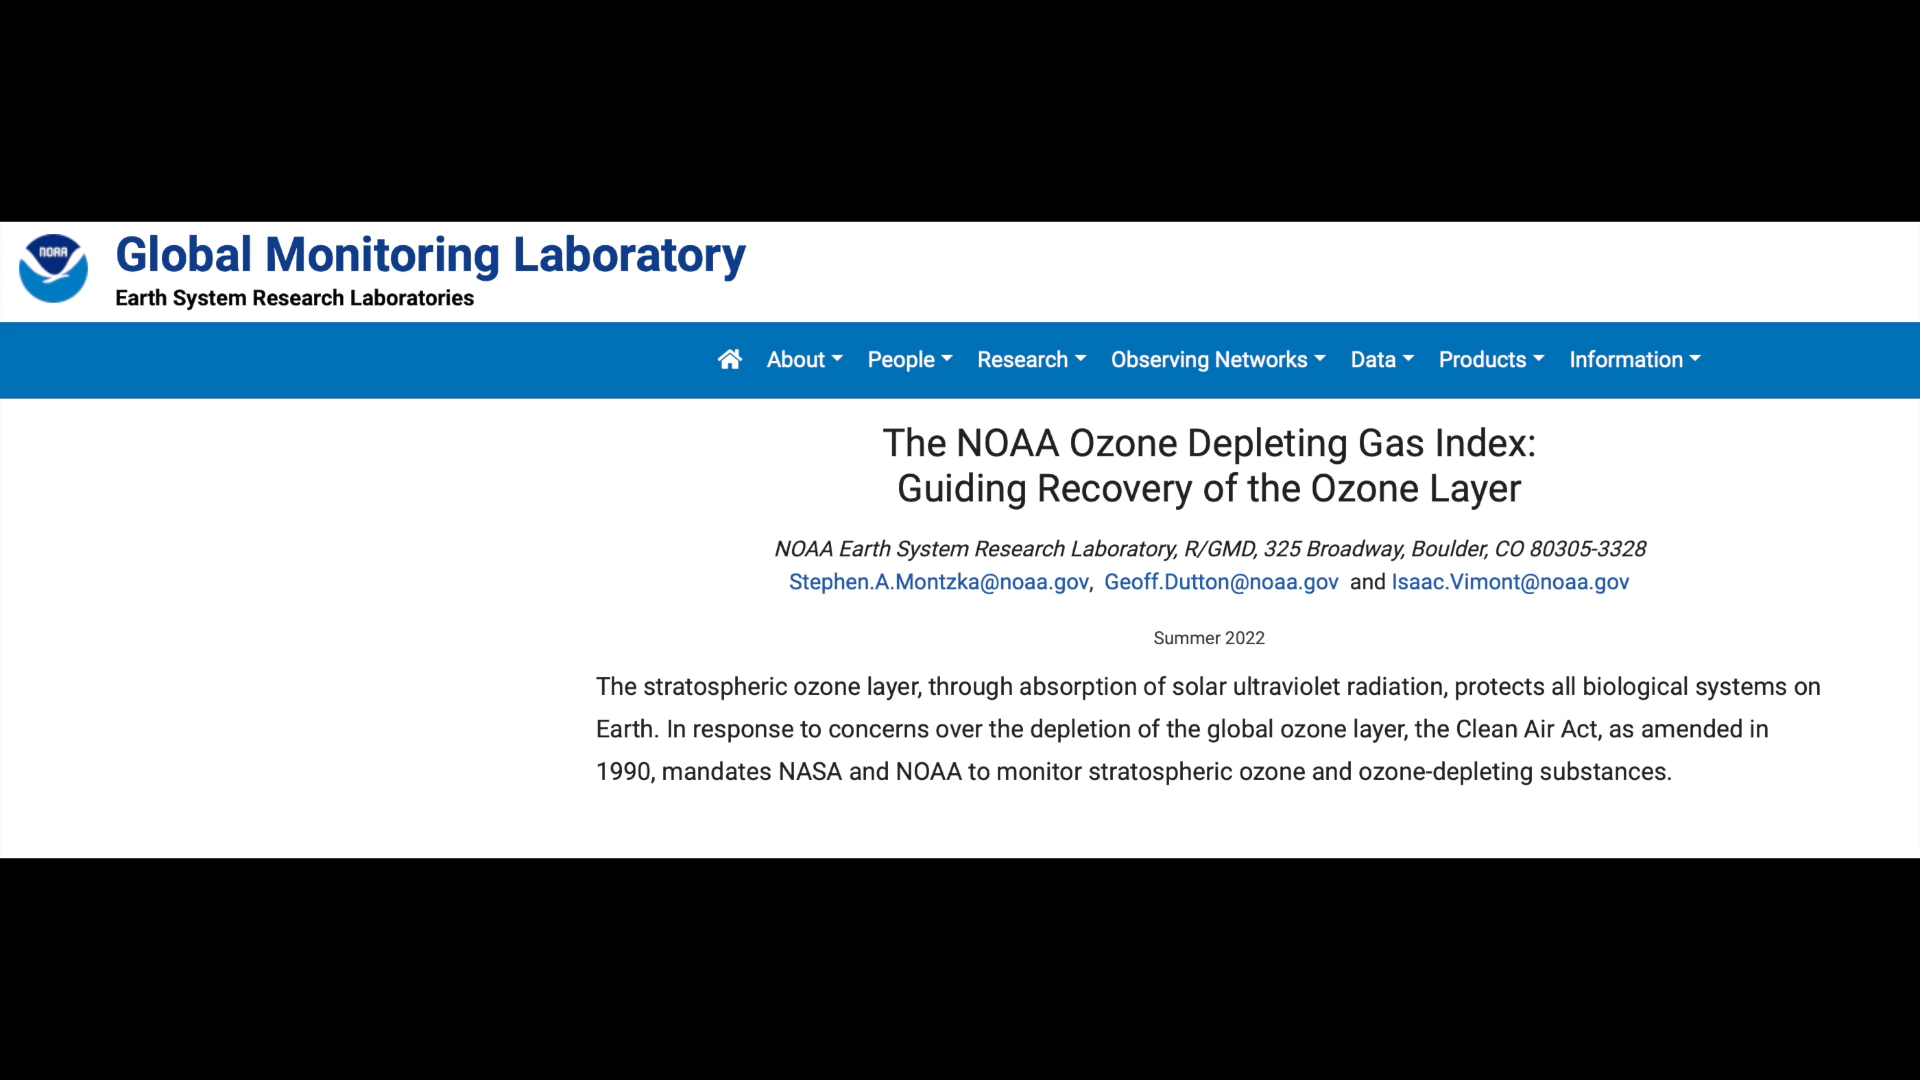 NOAA
Global Monitoring Laboratory
Earth System Research Laboratories
About People Research Observing Networks Data Products Information
The NOAA Ozone Depleting Gas Index:
Guiding Recovery of the Ozone Layer
NOAA Earth System Research Laboratory, R/GMD, 325 Broadway, Boulder, CO 80305-3328
Stephen.A.Montzka@noaa.gov, Geoff.Dutton@noaa.gov and Isaac.Vimont@noaa.gov
Summer 2022
The stratospheric ozone layer, through absorption of solar ultraviolet radiation, protects all biological systems on
Earth. In response to concerns over the depletion of the global ozone layer, the Clean Air Act, as amended in
1990, mandates NASA and NOAA to monitor stratospheric ozone and ozone-depleting substances.